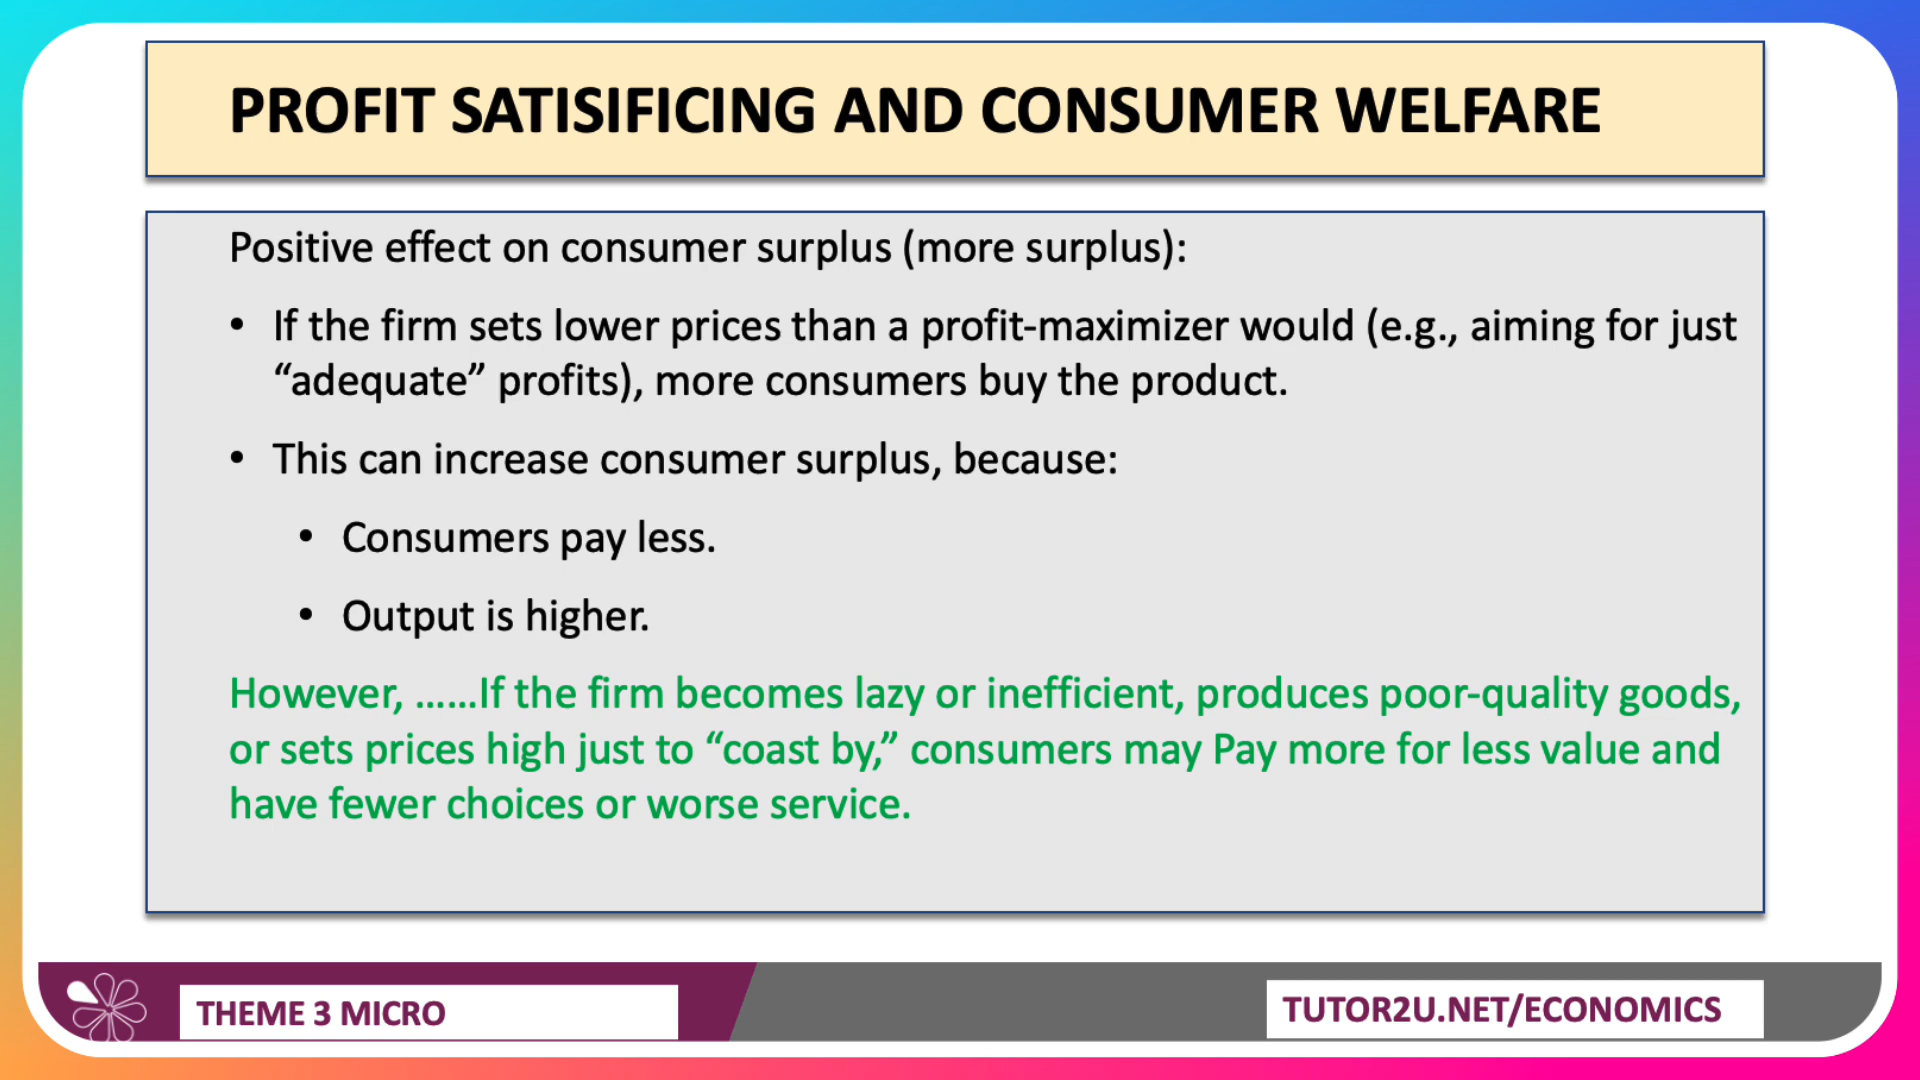 PROFIT SATISIFICING AND CONSUMER WELFARE
Positive effect on consumer surplus (more surplus):
• If the firm sets lower prices than a profit-maximizer would (e.g., aiming for just
“adequate” profits), more consumers buy the product.
• This can increase consumer surplus, because:
• Consumers pay less.
• Output is higher.
However, ……If the firm becomes lazy or inefficient, produces poor-quality goods,
or sets prices high just to “coast by,” consumers may Pay more for less value and
have fewer choices or worse service.
THEME 3 MICRO
TUTOR2U.NET/ECONOMICS